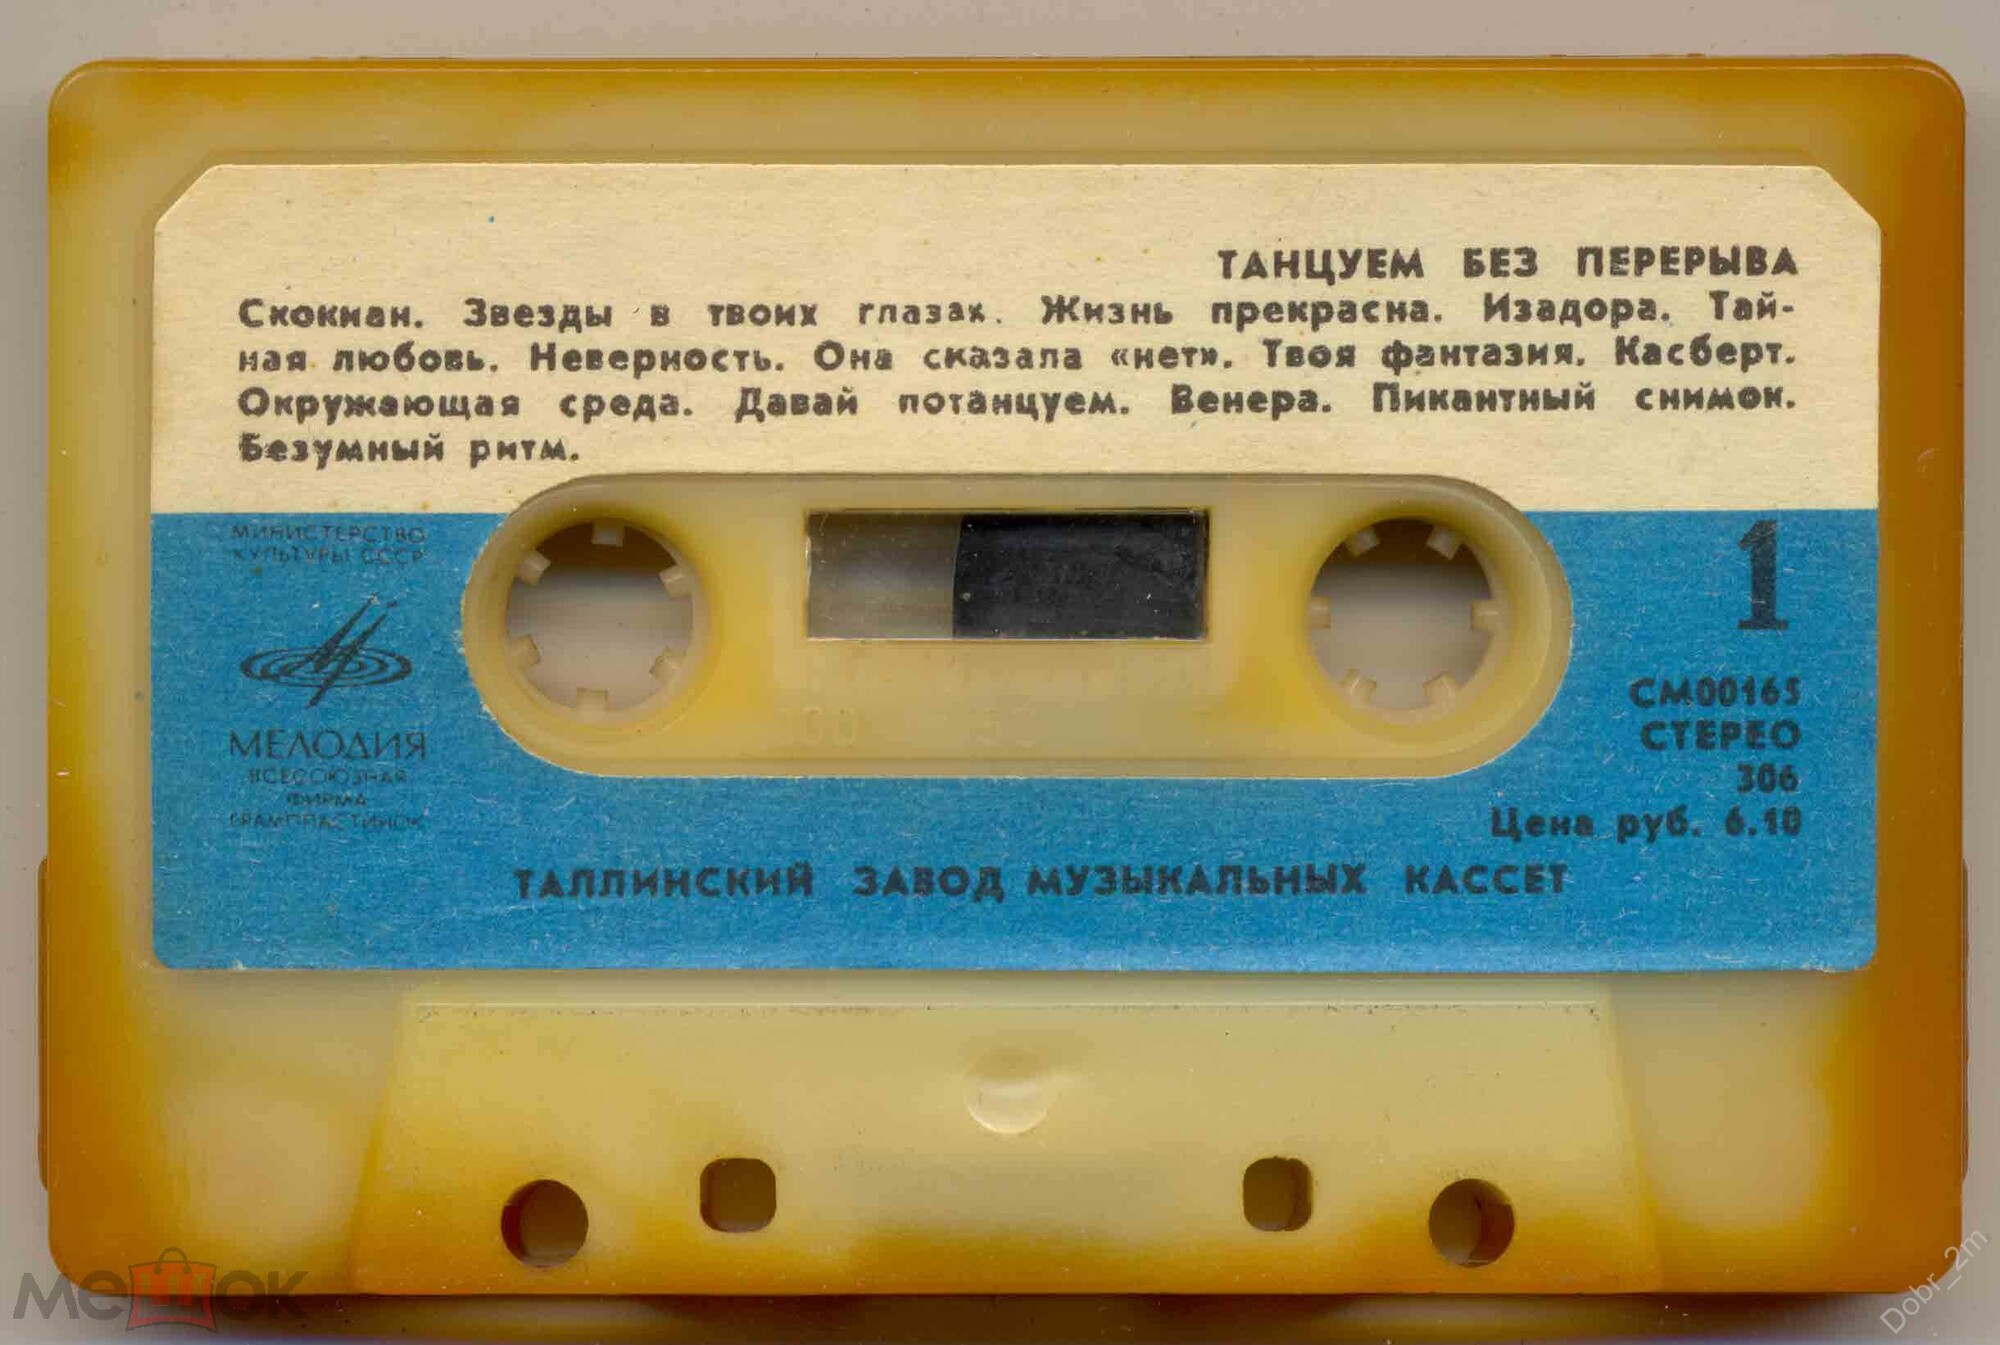 ТАНЦУЕМ БЕЗ ПЕРЕРЫВА
Скокиан. Звезды в твоих глазах. Жизнь прекрасна. Изадора. Тай-
ная любовь. Неверность. Она сказала «нет». Твоя фантазия. Касберт.
Окружающая среда. Давай потанцуем. Венера. Пикантный снимок.
Безумный ритм.
МИНИСТЕРСТВО
КУЛЬТУРЫ СССР
МЕЛОДИЯ
ВСЕСОЮЗНАЯ
ФИРМА
ГРАМПЛАСТИНОК
1
СМ00165
СТЕРЕО
306
Цена руб. 6.10
ТАЛЛИНСКИЙ ЗАВОД МУЗЫКАЛЬНЫХ КАССЕТ
мешок
Dobr_2m